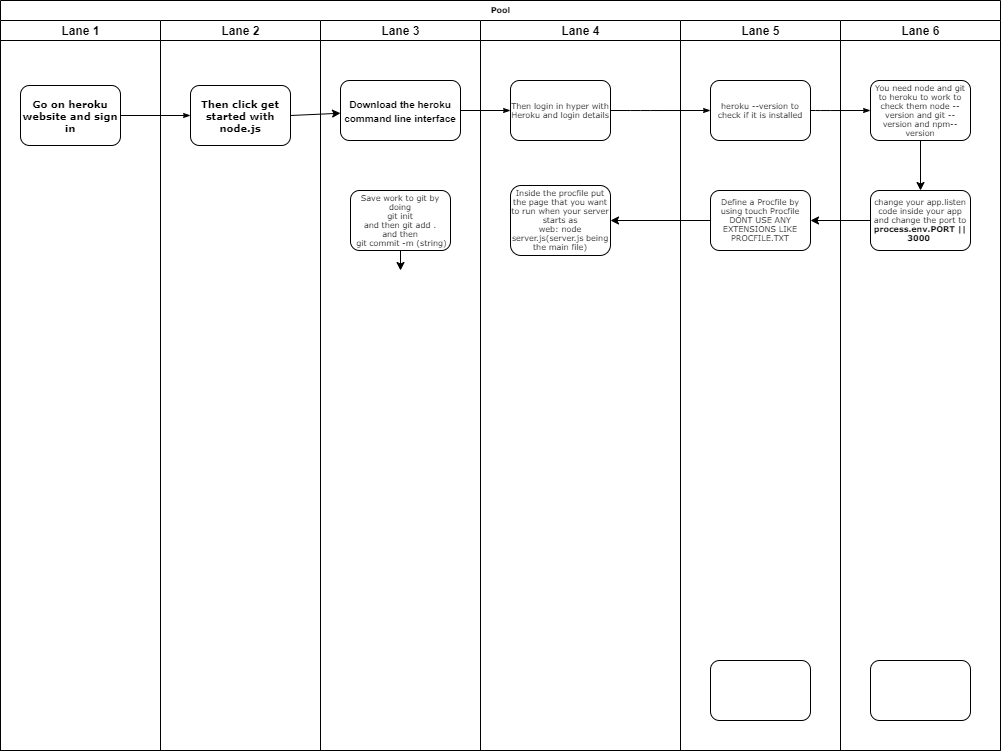 Pool
Lane 1
Lane 2
Lane 3
Lane 4
Lane 5
Lane 6
Go on heroku
website and sign
in
Then click get
started with
node.js
Download the heroku
command line interface
Then login in hyper with
Heroku and login details
heroku --version to
check if it is installed
You need node and git
to heroku to work to
check them node --
version and git --
version and npm--
version
Save work to git by
doing
git init
and then git add .
and then
git commit -m (string)
Inside the procfile put
the page that you want
to run when your server
starts as
web: node
server.js(server.js being
the main file)
Define a Procfile by
using touch Procfile
DONT USE ANY
EXTENSIONS LIKE
PROCFILE.TXT
change your app.listen
code inside your app
and change the port to
process.env.PORT ||
3000